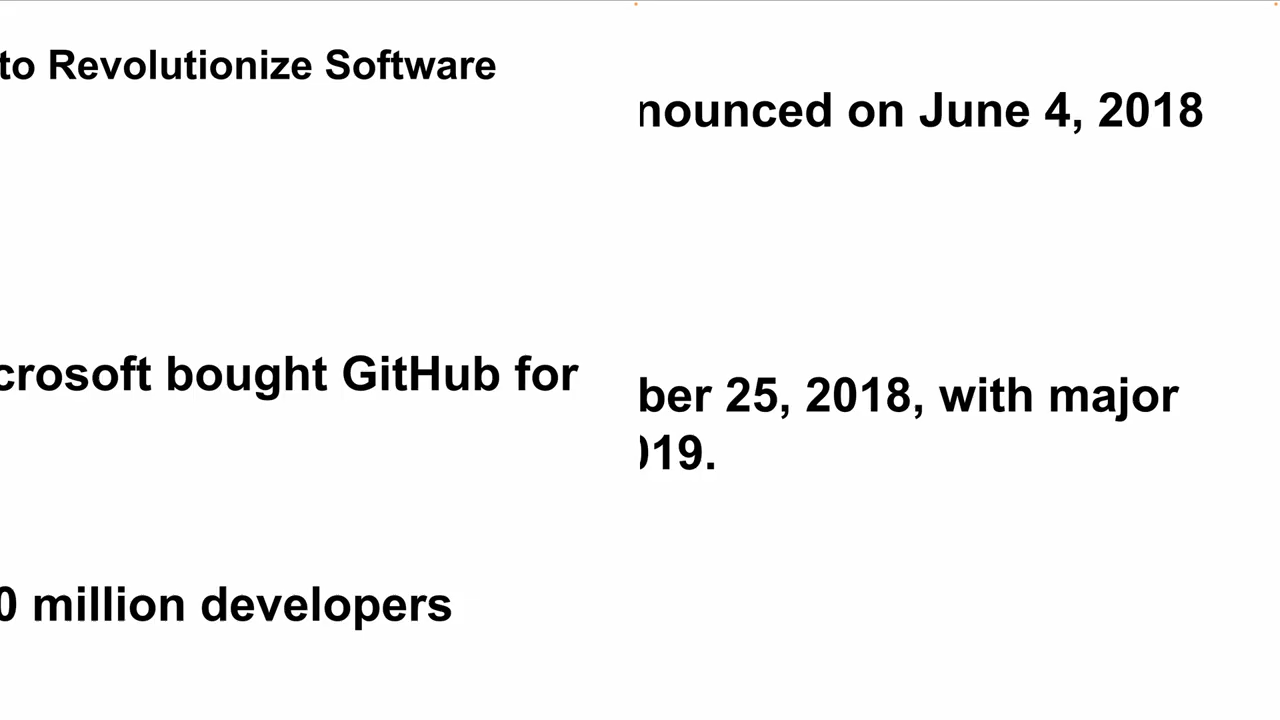 to Revolutionize Software
crosoft bought GitHub for
0 million developers
nounced on June 4, 2018
ber 25, 2018, with major
19.